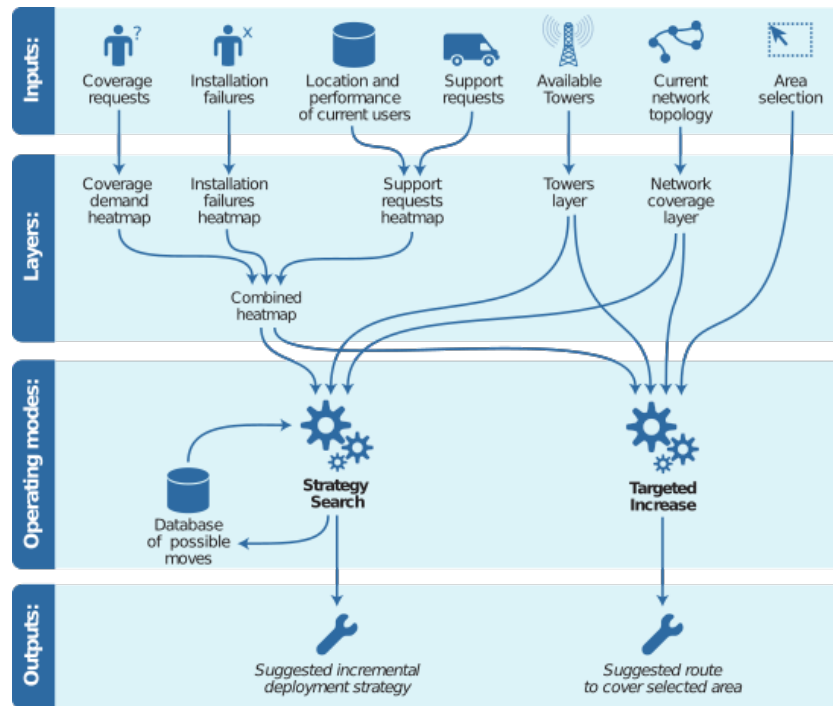 Inputs:
?
x
Coverage
requests
Installation
failures
Location and
performance
of current users
Support
requests
Available
Towers
Current
network
topology
Area
selection
Layers:
Coverage
demand
heatmap
Installation
failures
heatmap
Support
requests
heatmap
Towers
layer
Network
coverage
layer
Combined
heatmap
Operating modes:
Strategy
Search
Targeted
Increase
Database
of possible
moves
Outputs:
Suggested incremental
deployment strategy
Suggested route
to cover selected area